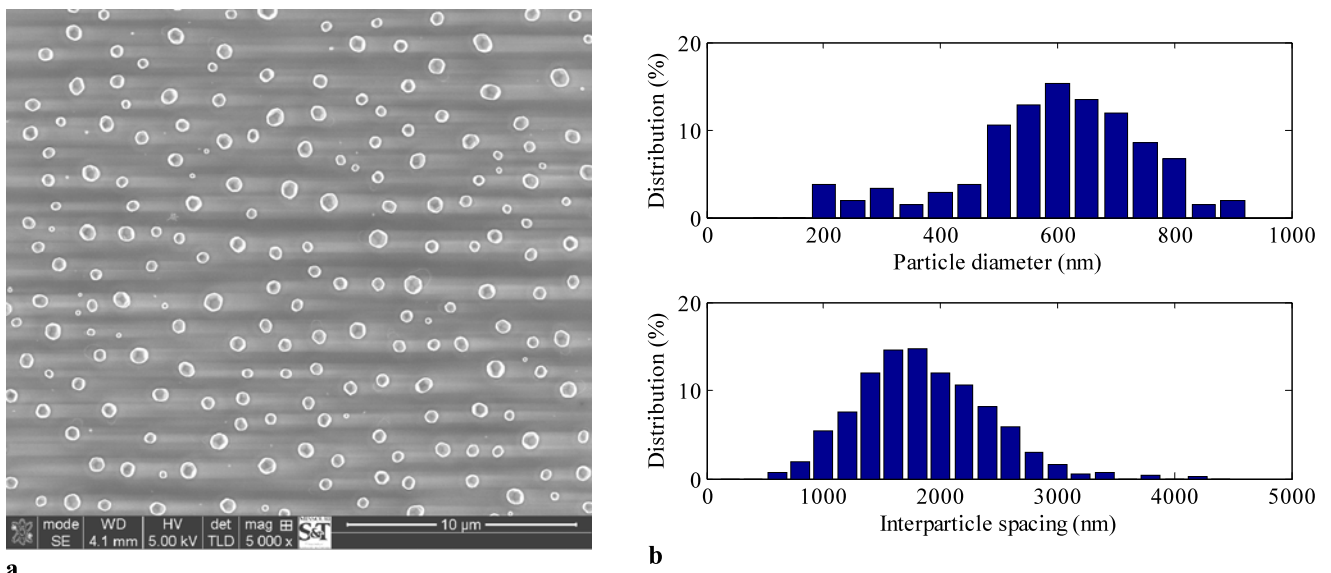 mode WD HV det mag 10 µm
SE 4.1 mm 5.00 kV TLD 5 000 x S&T
a
20
10
0
0 200 400 600 800 1000
Distribution (%)
Particle diameter (nm)
20
10
0
0 1000 2000 3000 4000 5000
Distribution (%)
Interparticle spacing (nm)
b